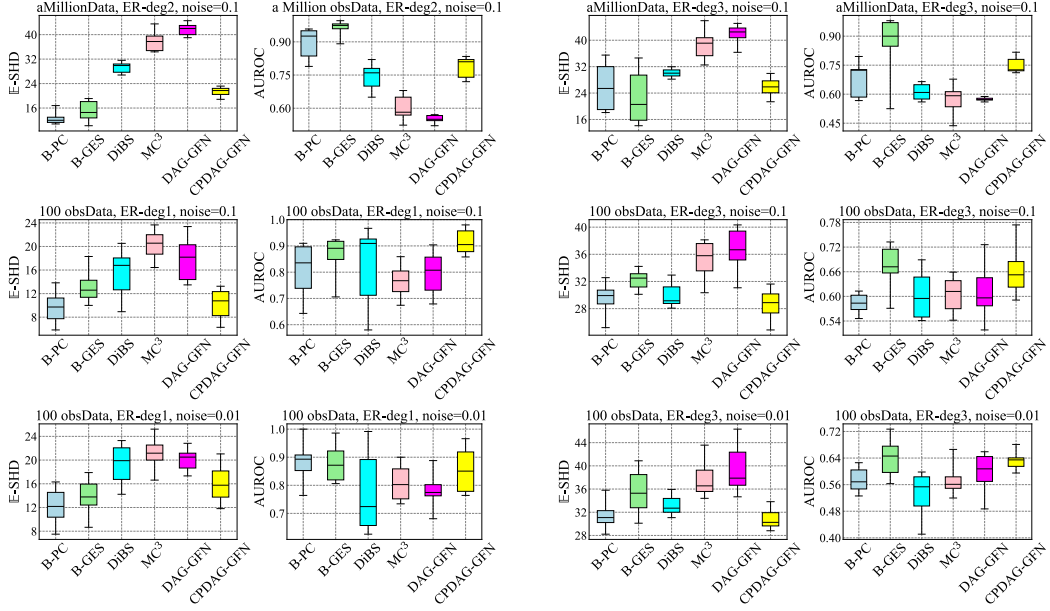 aMillionData, ER-deg2, noise=0.1
a Million obsData, ER-deg2, noise=0.1
aMillionData, ER-deg3, noise=0.1
aMillionData, ER-deg3, noise=0.1
𝔼-SHD
40
32
24
16
AUROC
0.90
0.75
0.60
𝔼-SHD
40
32
24
16
AUROC
0.90
0.75
0.60
0.45
B-PC B-GES DiBS MC³ DAG-GFN CPDAG-GFN
B-PC B-GES DiBS MC³ DAG-GFN CPDAG-GFN
B-PC B-GES DiBS MC³ DAG-GFN CPDAG-GFN
B-PC B-GES DiBS MC³ DAG-GFN CPDAG-GFN
100 obsData, ER-deg1, noise=0.1
100 obsData, ER-deg1, noise=0.1
100 obsData, ER-deg3, noise=0.1
100 obsData, ER-deg3, noise=0.1
𝔼-SHD
24
20
16
12
8
AUROC
1.0
0.9
0.8
0.7
0.6
𝔼-SHD
40
36
32
28
AUROC
0.78
0.72
0.66
0.60
0.54
B-PC B-GES DiBS MC³ DAG-GFN CPDAG-GFN
B-PC B-GES DiBS MC³ DAG-GFN CPDAG-GFN
B-PC B-GES DiBS MC³ DAG-GFN CPDAG-GFN
B-PC B-GES DiBS MC³ DAG-GFN CPDAG-GFN
100 obsData, ER-deg1, noise=0.01
100 obsData, ER-deg1, noise=0.01
100 obsData, ER-deg3, noise=0.01
100 obsData, ER-deg3, noise=0.01
𝔼-SHD
24
20
16
12
8
AUROC
1.0
0.9
0.8
0.7
𝔼-SHD
44
40
36
32
28
AUROC
0.72
0.64
0.56
0.48
0.40
B-PC B-GES DiBS MC³ DAG-GFN CPDAG-GFN
B-PC B-GES DiBS MC³ DAG-GFN CPDAG-GFN
B-PC B-GES DiBS MC³ DAG-GFN CPDAG-GFN
B-PC B-GES DiBS MC³ DAG-GFN CPDAG-GFN